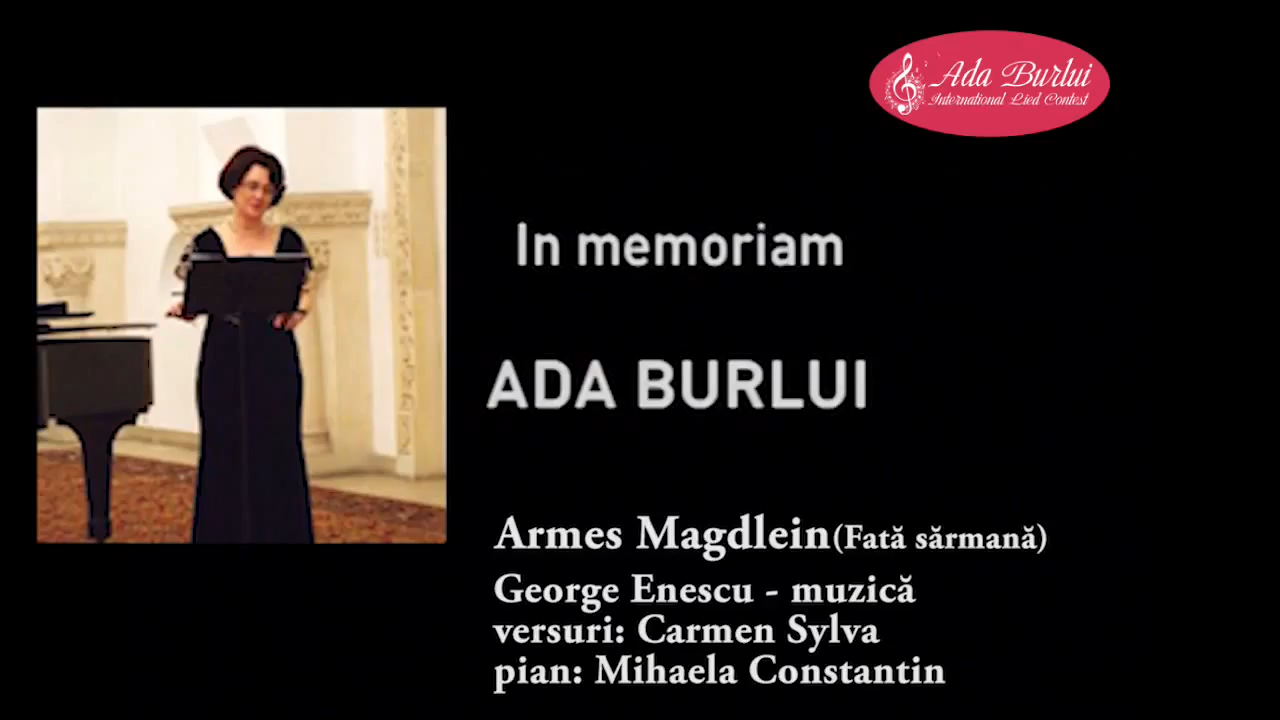 Ada Burlui
International Lied Contest
In memoriam
ADA BURLUI
Armes Magdlein(Fată sărmană)
George Enescu - muzică
versuri: Carmen Sylva
pian: Mihaela Constantin